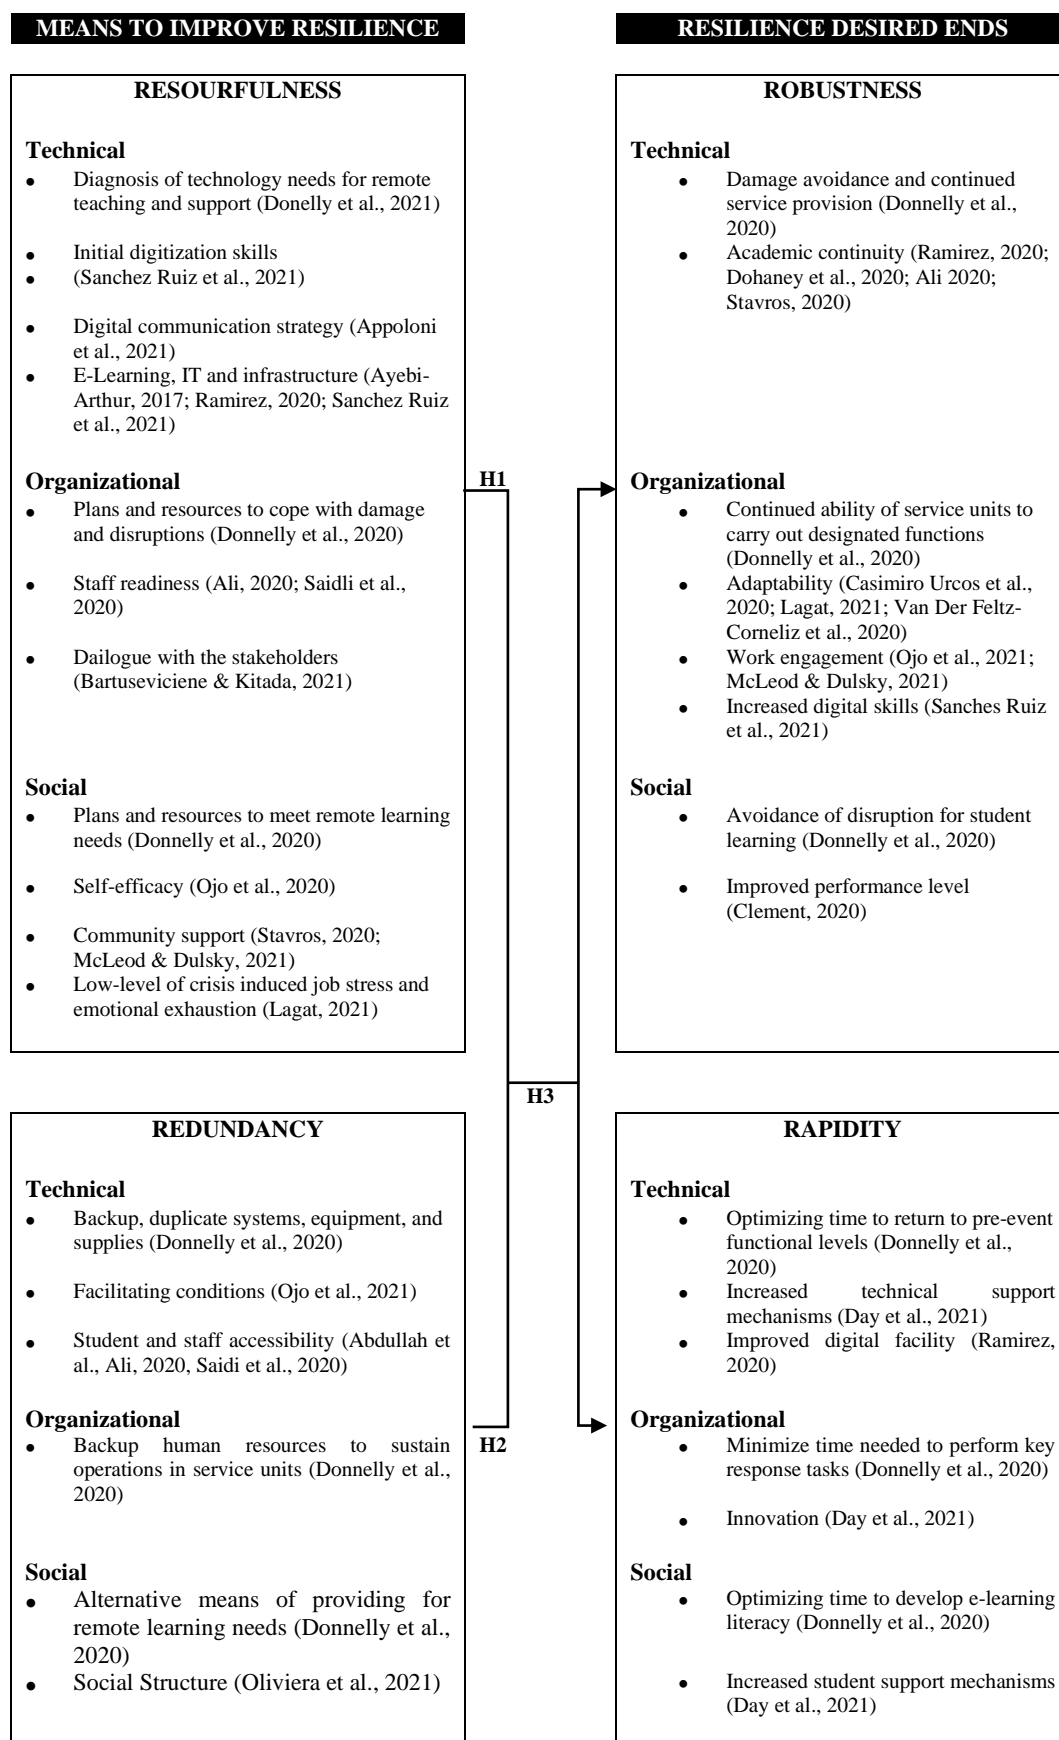 MEANS TO IMPROVE RESILIENCE
RESOURFULNESS
Technical
• Diagnosis of technology needs for remote
teaching and support (Donelly et al., 2021)
• Initial digitization skills
• (Sanchez Ruiz et al., 2021)
• Digital communication strategy (Appoloni
et al., 2021)
• E-Learning, IT and infrastructure (Ayebi-
Arthur, 2017; Ramirez, 2020; Sanchez Ruiz
et al., 2021)
Organizational
• Plans and resources to cope with damage
and disruptions (Donnelly et al., 2020)
• Staff readiness (Ali, 2020; Saidli et al.,
2020)
• Dailogue with the stakeholders
(Bartuseviciene & Kitada, 2021)
Social
• Plans and resources to meet remote learning
needs (Donnelly et al., 2020)
• Self-efficacy (Ojo et al., 2020)
• Community support (Stavros, 2020;
McLeod & Dulsky, 2021)
• Low-level of crisis induced job stress and
emotional exhaustion (Lagat, 2021)
REDUNDANCY
Technical
• Backup, duplicate systems, equipment, and
supplies (Donnelly et al., 2020)
• Facilitating conditions (Ojo et al., 2021)
• Student and staff accessibility (Abdullah et
al., Ali, 2020, Saidi et al., 2020)
Organizational
• Backup human resources to sustain
operations in service units (Donnelly et al.,
2020)
Social
• Alternative means of providing for
remote learning needs (Donnelly et al.,
2020)
• Social Structure (Oliviera et al., 2021)
H1
H3
H2
RESILIENCE DESIRED ENDS
ROBUSTNESS
Technical
• Damage avoidance and continued
service provision (Donnelly et al.,
2020)
• Academic continuity (Ramirez, 2020;
Dohaney et al., 2020; Ali 2020;
Stavros, 2020)
Organizational
• Continued ability of service units to
carry out designated functions
(Donnelly et al., 2020)
• Adaptability (Casimiro Urcos et al.,
2020; Lagat, 2021; Van Der Feltz-
Corneliz et al., 2020)
• Work engagement (Ojo et al., 2021;
McLeod & Dulsky, 2021)
• Increased digital skills (Sanches Ruiz
et al., 2021)
Social
• Avoidance of disruption for student
learning (Donnelly et al., 2020)
• Improved performance level
(Clement, 2020)
RAPIDITY
Technical
• Optimizing time to return to pre-event
functional levels (Donnelly et al.,
2020)
• Increased technical support
mechanisms (Day et al., 2021)
• Improved digital facility (Ramirez,
2020)
Organizational
• Minimize time needed to perform key
response tasks (Donnelly et al., 2020)
• Innovation (Day et al., 2021)
Social
• Optimizing time to develop e-learning
literacy (Donnelly et al., 2020)
• Increased student support mechanisms
(Day et al., 2021)